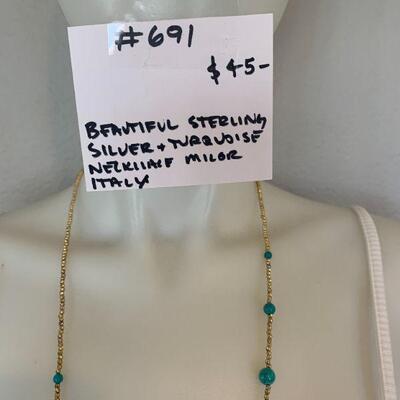 #691
$45-
BEAUTIFUL STERLING
SILVER + TURQUOISE
NECKLACE MILOR
ITALY